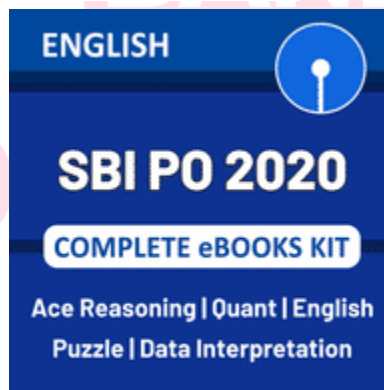 ENGLISH
SBI PO 2020
COMPLETE eBOOKS KIT
Ace Reasoning | Quant | English
Puzzle | Data Interpretation